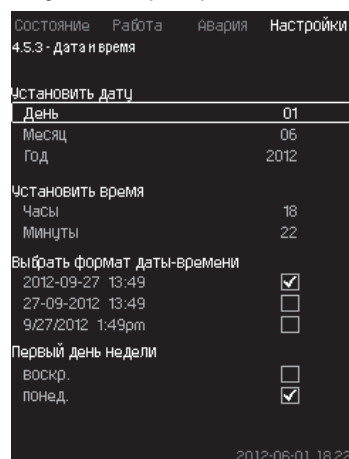 Состояние Работа Авария Настройки
4.5.3 - Дата и время
Установить дату
День 01
Месяц 06
Год 2012
Установить время
Часы 18
Минуты 22
Выбрать формат даты-времени
2012-09-27 13:49
27-09-2012 13:49
9/27/2012 1:49pm
Первый день недели
воскр.
понед.
2012-06-01 18:22